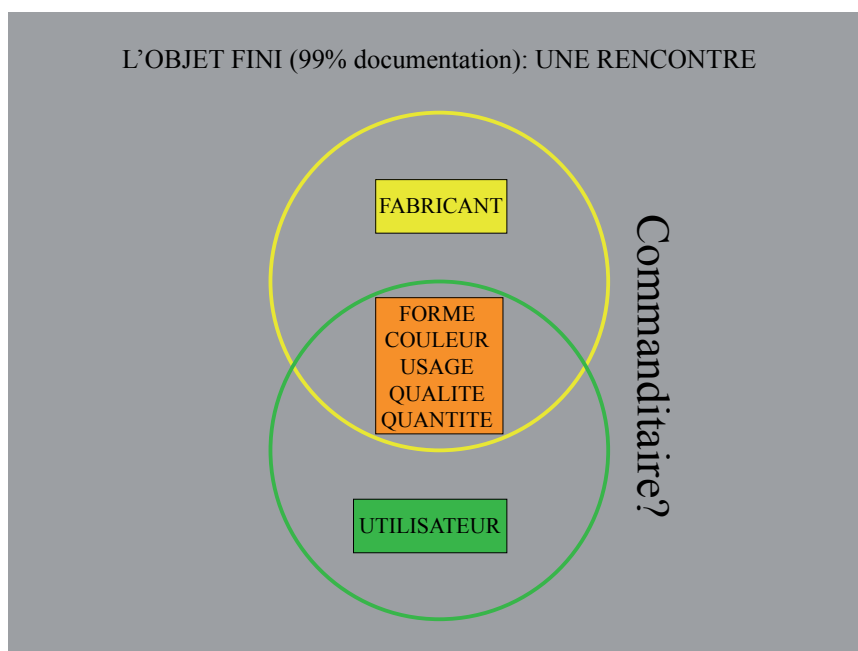 L’OBJET FINI (99% documentation): UNE RENCONTRE
FABRICANT
FORME
COULEUR
USAGE
QUALITE
QUANTITE
UTILISATEUR
Commanditaire?